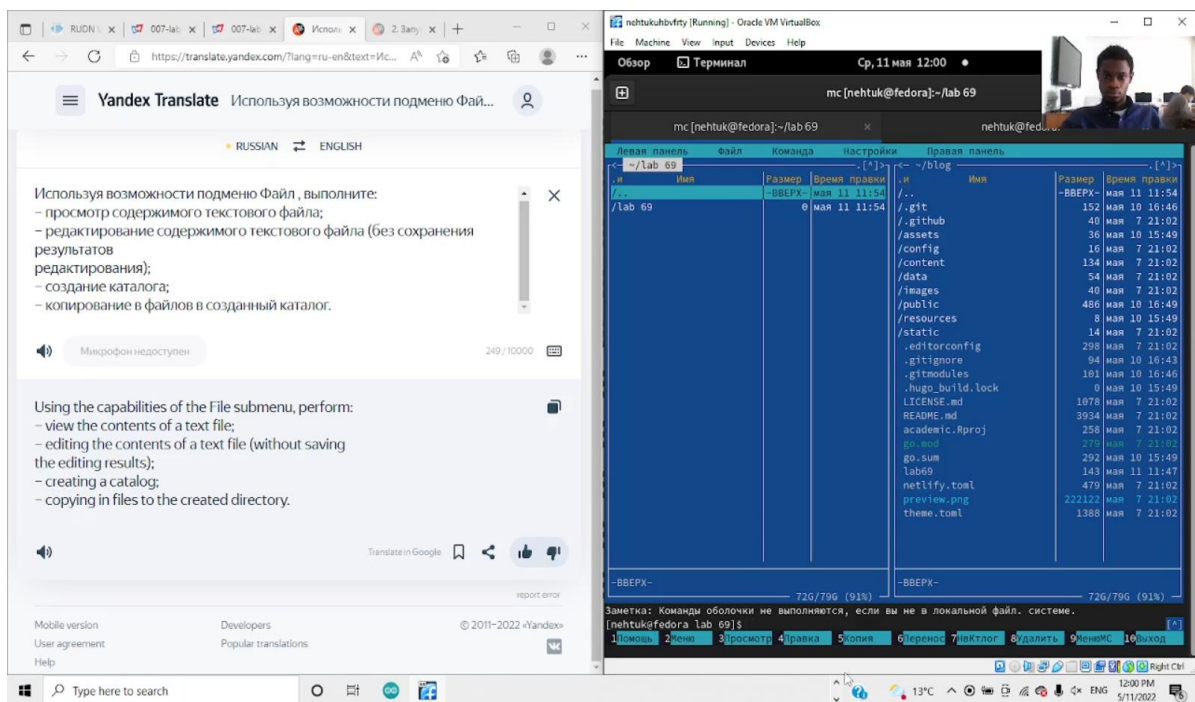 RUDN
007-lab
007-lab
Исполь
2.Загр
https://translate.yandex.com/?lang=ru-en&text=Ис...
Yandex Translate Используя возможности подменю Фай...
RUSSIAN ENGLISH
Используя возможности подменю Файл , выполните:
– просмотр содержимого текстового файла;
– редактирование содержимого текстового файла (без сохранения
результатов
редактирования);
– создание каталога;
– копирование в файлов в созданный каталог.
Микрофон недоступен
249 / 10000
Using the capabilities of the File submenu, perform:
– view the contents of a text file;
– editing the contents of a text file (without saving
the editing results);
– creating a catalog;
– copying in files to the created directory.
Translate in Google
report error
Mobile version Developers © 2011–2022 «Yandex»
User agreement Popular translations
Help
nehtukuhbvfrty [Running] - Oracle VM VirtualBox
File Machine View Input Devices Help
Обзор Терминал Ср, 11 мая 12:00
mc [nehtuk@fedora]:~/lab 69
mc [nehtuk@fedora]:~/lab 69 nehtuk@fedora:
Левая панель Файл Команда Настройки Правая панель
<- ~/lab 69 .[^]>
.и Имя Размер Время правки
/.. -ВВЕРХ- мая 11 11:54
/lab 69 0 мая 11 11:54
-ВВЕРХ-
72G/79G (91%)
<- ~/blog .[^]>
.и Имя Размер Время правки
/.. -ВВЕРХ- мая 11 11:54
/.git 152 мая 10 16:46
/.github 40 мая 7 21:02
/assets 36 мая 10 15:49
/config 16 мая 7 21:02
/content 134 мая 7 21:02
/data 54 мая 7 21:02
/images 40 мая 7 21:02
/public 486 мая 10 16:49
/resources 8 мая 10 15:49
/static 14 мая 7 21:02
.editorconfig 298 мая 7 21:02
.gitignore 94 мая 10 16:43
.gitmodules 101 мая 10 16:46
.hugo_build.lock 0 мая 10 15:49
LICENSE.md 1078 мая 7 21:02
README.md 3934 мая 7 21:02
academic.Rproj 258 мая 7 21:02
go.mod 279 мая 7 21:02
go.sum 292 мая 10 15:49
lab69 143 мая 11 11:47
netlify.toml 479 мая 7 21:02
preview.png 222122 мая 7 21:02
theme.toml 1388 мая 7 21:02
-ВВЕРХ-
72G/79G (91%)
Заметка: Команды оболочки не выполняются, если вы не в локальной файл. системе.
[nehtuk@fedora lab 69]$ [^]
1Помощь 2Меню 3Просмотр 4Правка 5Копия 6Перенос 7НвКтлог 8Удалить 9МенюMC 10Выход
Right Ctrl
Type here to search
13°C
ENG
12:00 PM
5/11/2022